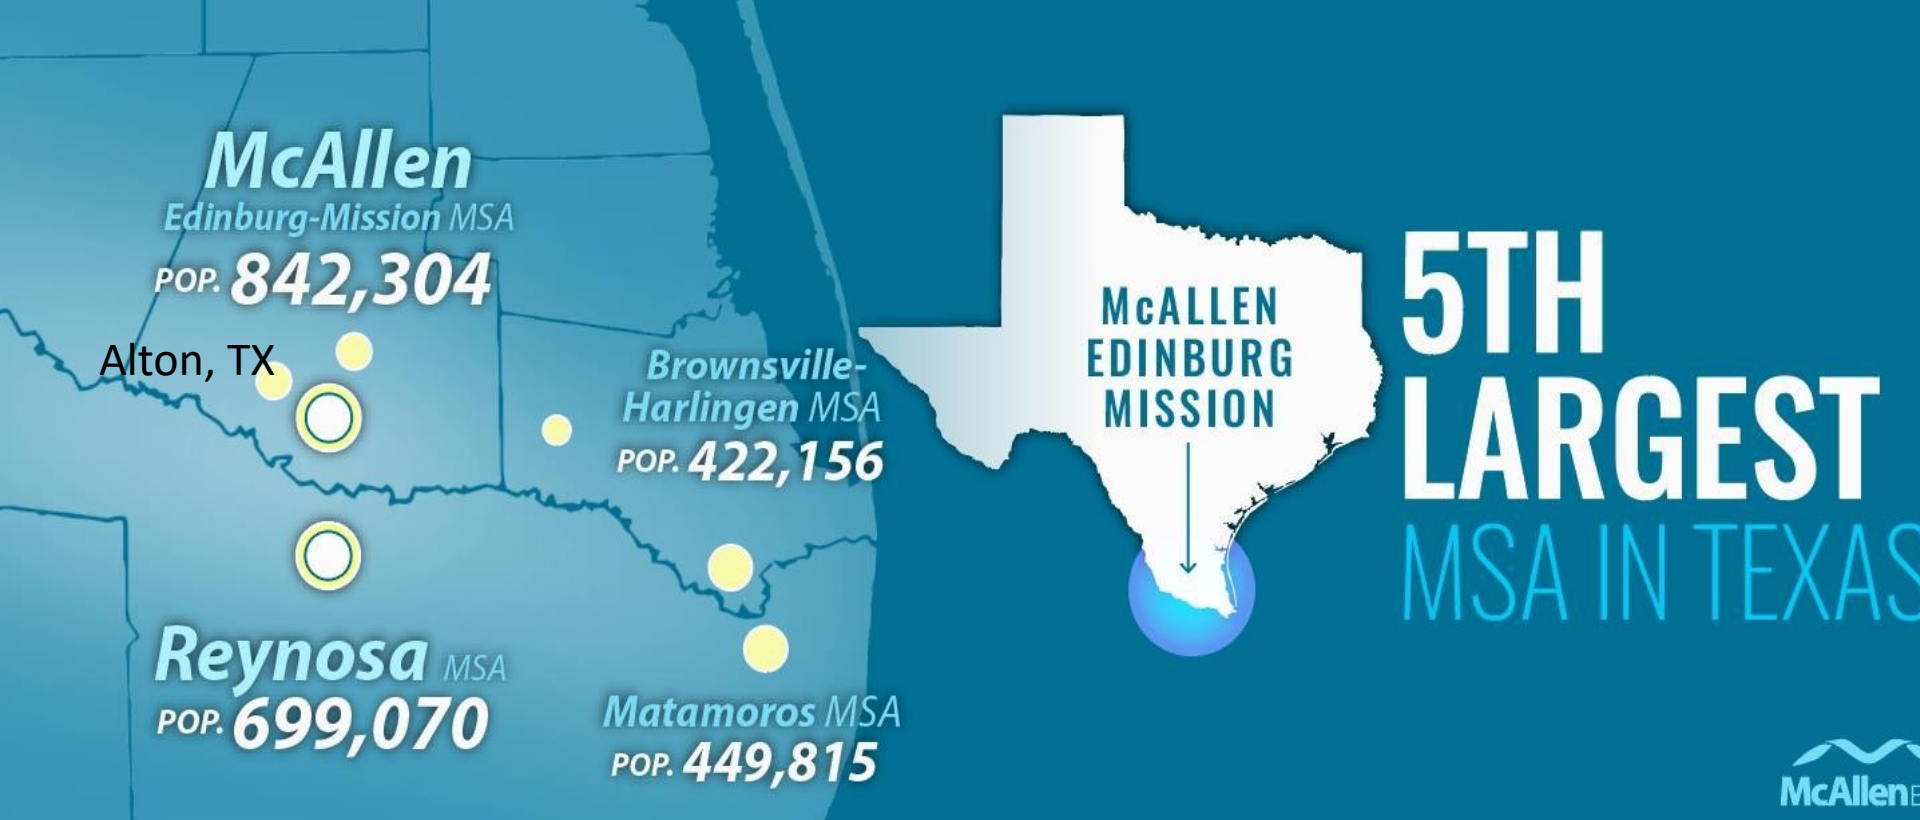 McAllen
Edinburg-Mission MSA
POP. 842,304
Alton, TX
Brownsville-
Harlingen MSA
POP. 422,156
Reynosa MSA
POP. 699,070
Matamoros MSA
POP. 449,815
McALLEN
EDINBURG
MISSION
5TH
LARGEST
MSA IN TEXAS
McAllen